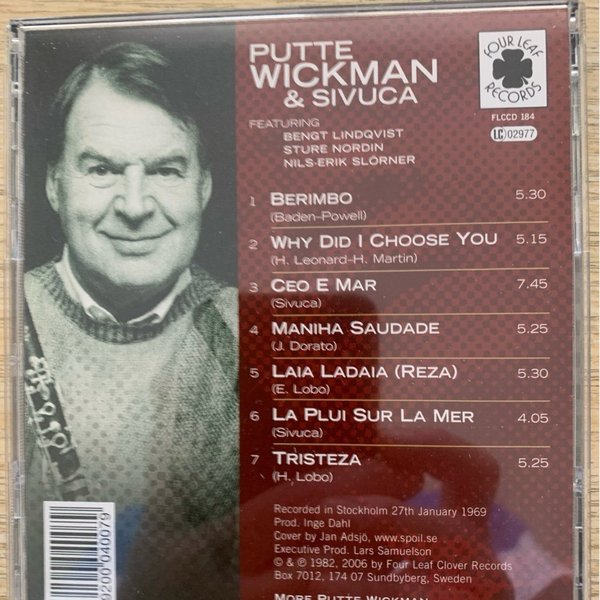 PUTTE
WICKMAN
& SIVUCA
FOUR LEAF
RECORDS
FLCCD 184
LC 02977
FEATURING
BENGT LINDQVIST
STURE NORDIN
NILS-ERIK SLÖRNER
1 BERIMBO 5.30
(Baden-Powell)
2 WHY DID I CHOOSE YOU 5.15
(H. Leonard-H. Martin)
3 CEO E MAR 7.45
(Sivuca)
4 MANIHA SAUDADE 5.25
(J. Dorato)
5 LAIA LADAIA (REZA) 5.30
(E. Lobo)
6 LA PLUI SUR LA MER 4.05
(Sivuca)
7 TRISTEZA 5.25
(H. Lobo)
Recorded in Stockholm 27th January 1969
Prod. Inge Dahl
Cover by Jan Adsjö, www.spoil.se
Executive Prod. Lars Samuelson
© & ℗ 1982, 2006 by Four Leaf Clover Records
Box 7012, 174 07 Sundbyberg, Sweden
MORE PUTTE WICKMAN
9200 040079